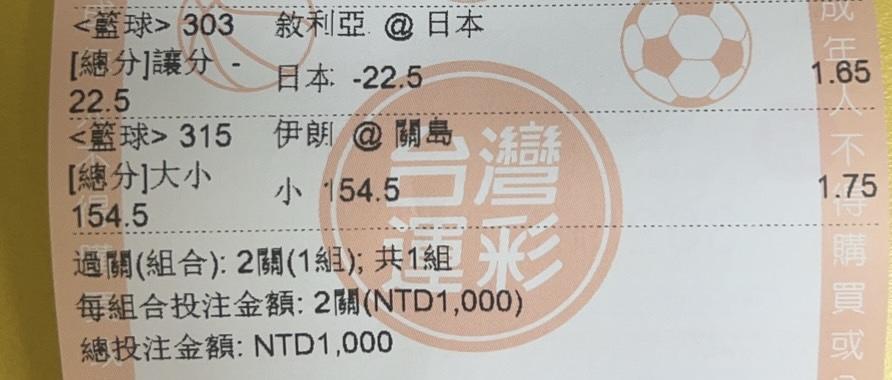 <籃球> 303 敘利亞 @ 日本
[總分]讓分 - 日本 -22.5 1.65
22.5
<籃球> 315 伊朗 @ 關島
[總分]大小 小 154.5 1.75
154.5
過關(組合): 2關(1組); 共1組
每組合投注金額: 2關(NTD1,000)
總投注金額: NTD1,000
台灣
運彩
成年人不得購買或